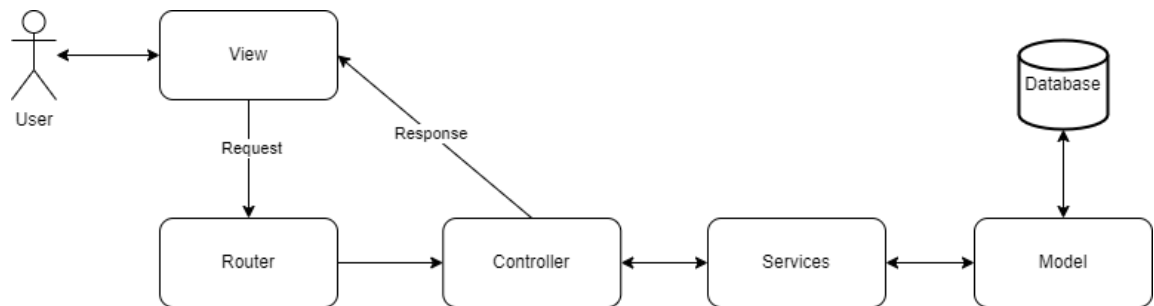 View
Database
User
Response
Request
Router
Controller
Services
Model